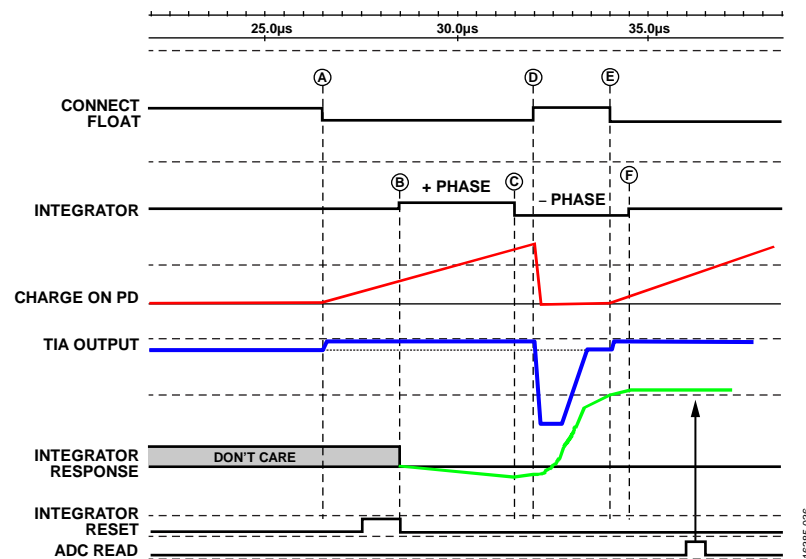 25.0µs 30.0µs 35.0µs
A D E
CONNECT
FLOAT
B + PHASE C – PHASE F
INTEGRATOR
CHARGE ON PD
TIA OUTPUT
INTEGRATOR
RESPONSE
DON'T CARE
INTEGRATOR
RESET
ADC READ